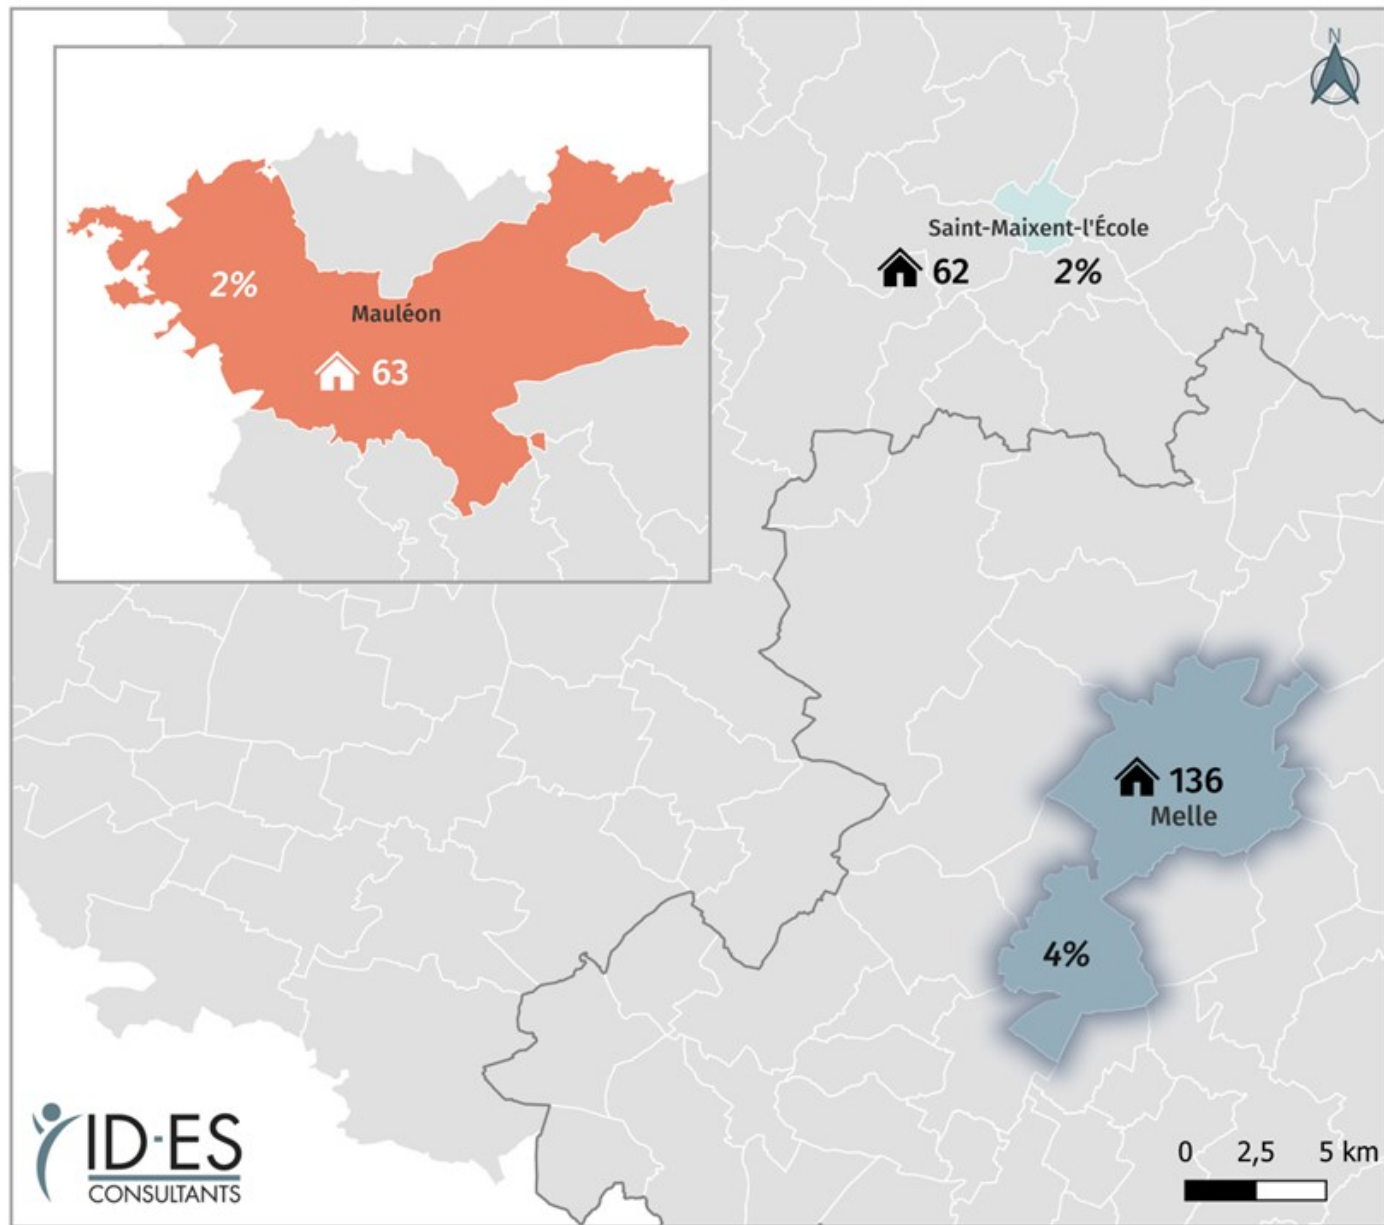 N
2%
Mauléon
63
Saint-Maixent-l'École
62 2%
136
Melle
4%
ID-ES
CONSULTANTS
0 2,5 5 km